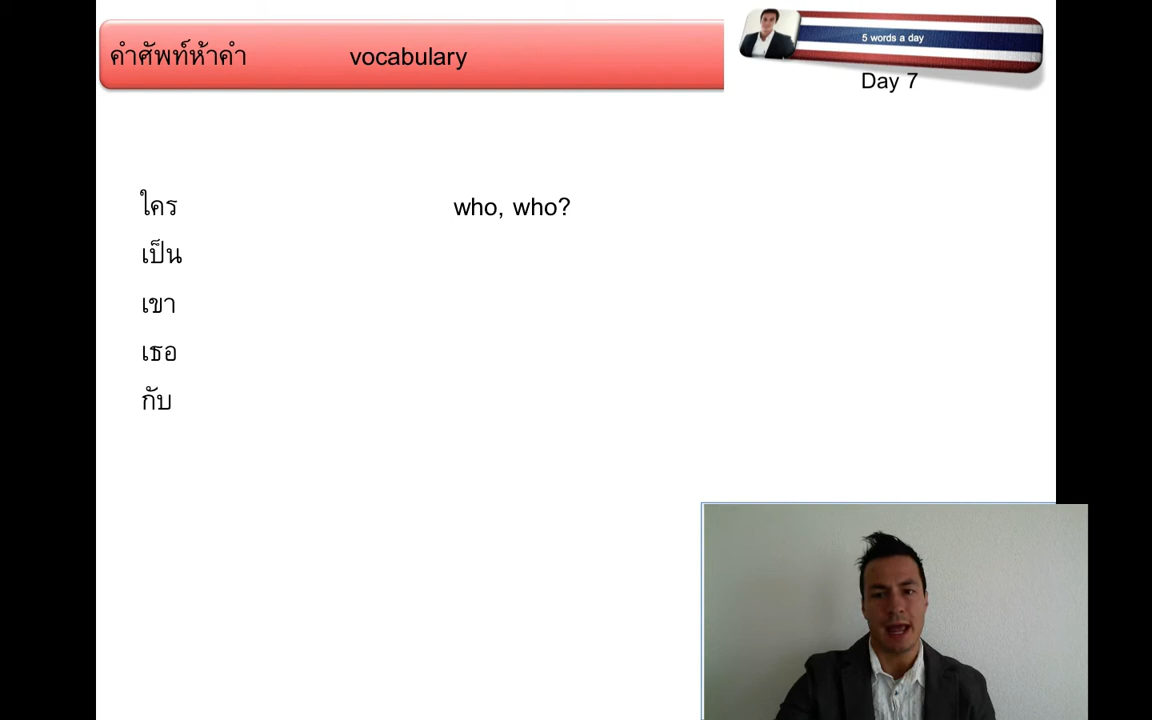 คำศัพท์ห้าคำ vocabulary
5 words a day
Day 7
ใคร who, who?
เป็น
เขา
เธอ
กับ